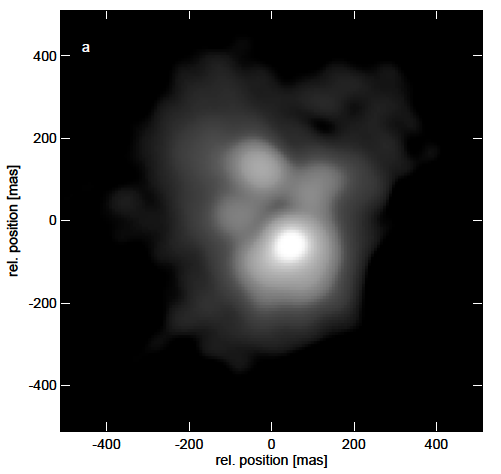 a
400
200
0
-200
-400
rel. position [mas]
-400 -200 0 200 400
rel. position [mas]